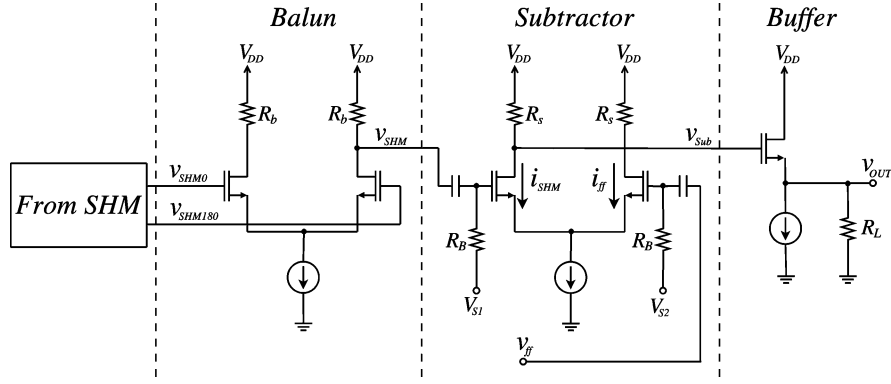 Balun
Subtractor
Buffer
V_DD
V_DD
V_DD
V_DD
V_DD
R_b
R_b
R_s
R_s
v_SHM
v_Sub
v_SHM0
From SHM
v_SHM180
i_SHM
i_ff
v_OUT
R_B
R_B
R_L
V_S1
V_S2
v_ff